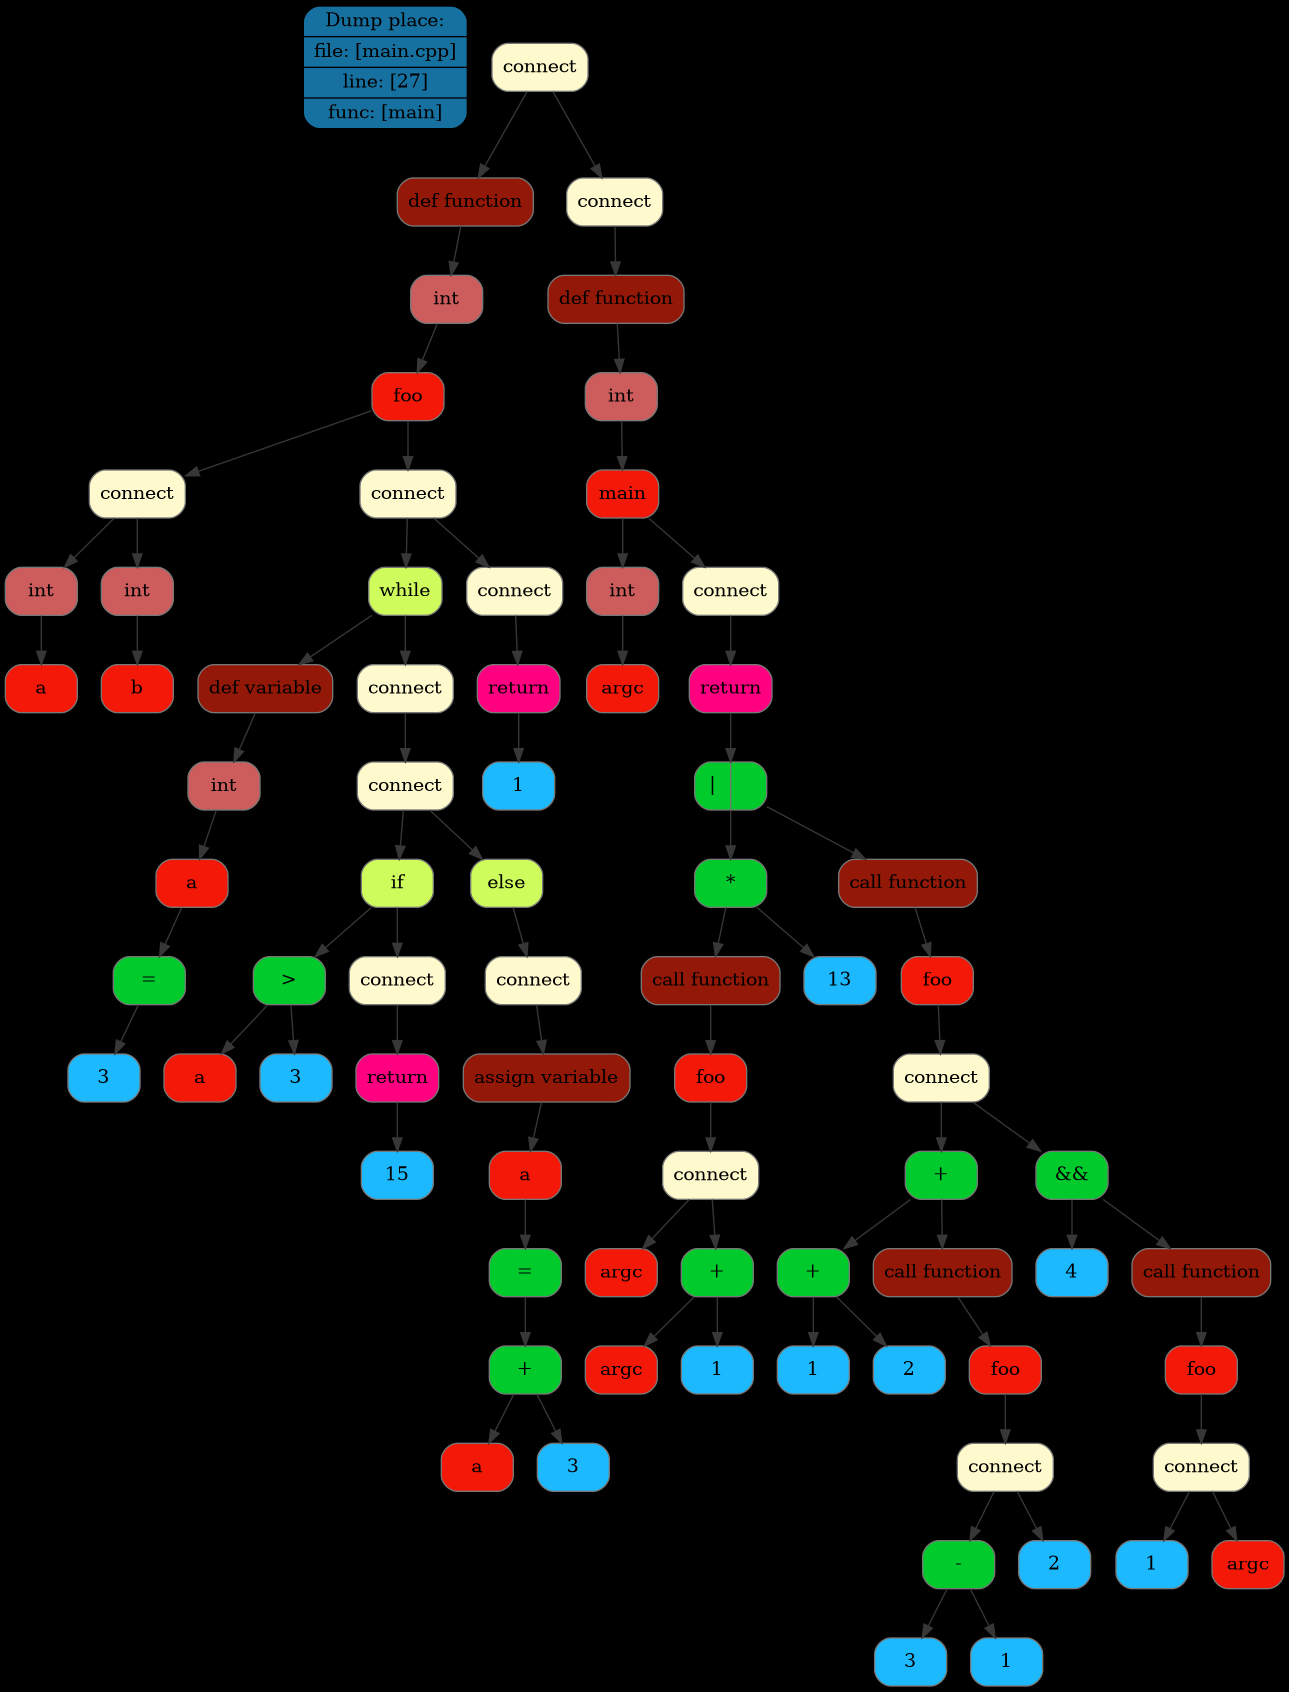 Dump place:
file: [main.cpp]
line: [27]
func: [main]
connect
def function
connect
int
def function
foo
int
connect
connect
main
int
int
while
connect
int
connect
a
b
def variable
connect
return
argc
return
int
connect
1
|
a
if
else
*
call function
=
>
connect
connect
call function
13
foo
3
a
3
return
assign variable
foo
connect
15
a
connect
+
&&
=
argc
+
+
call function
4
call function
+
argc
1
1
2
foo
foo
a
3
connect
connect
-
2
1
argc
3
1